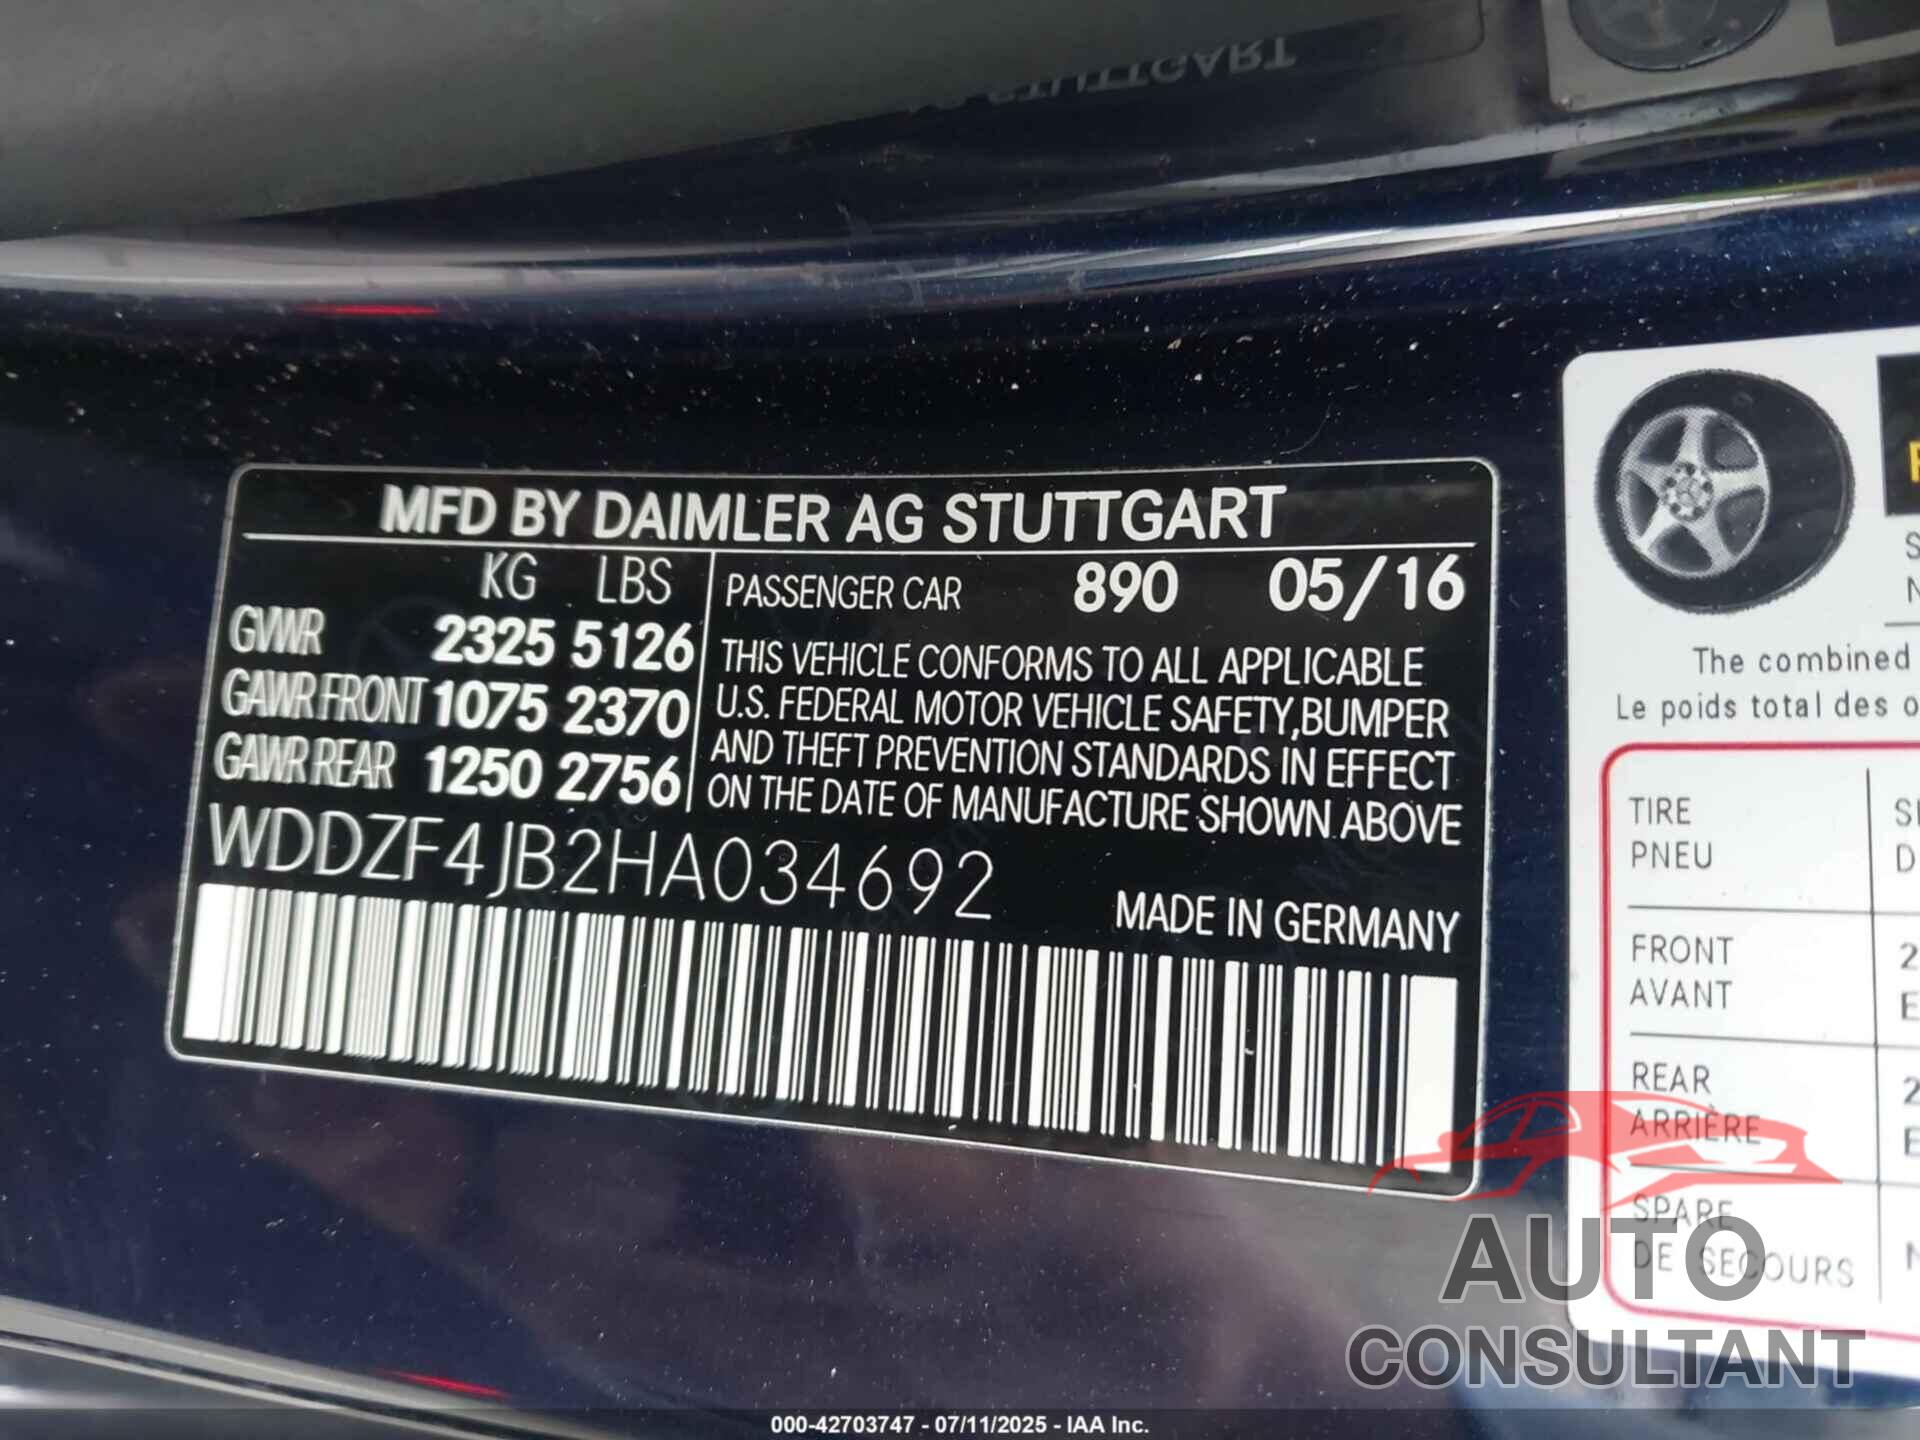 MFD BY DAIMLER AG STUTTGART
KG LBS
GVWR 2325 5126
GAWR FRONT 1075 2370
GAWR REAR 1250 2756
PASSENGER CAR 890 05/16
THIS VEHICLE CONFORMS TO ALL APPLICABLE
U.S. FEDERAL MOTOR VEHICLE SAFETY, BUMPER
AND THEFT PREVENTION STANDARDS IN EFFECT
ON THE DATE OF MANUFACTURE SHOWN ABOVE
WDDZF4JB2HA034692
MADE IN GERMANY
The combined
Le poids total des
TIRE
PNEU
FRONT
AVANT
REAR
ARRIÈRE
SPARE
DE SECOURS
AUTO
CONSULTANT
000-42703747 - 07/11/2025 - IAA Inc.